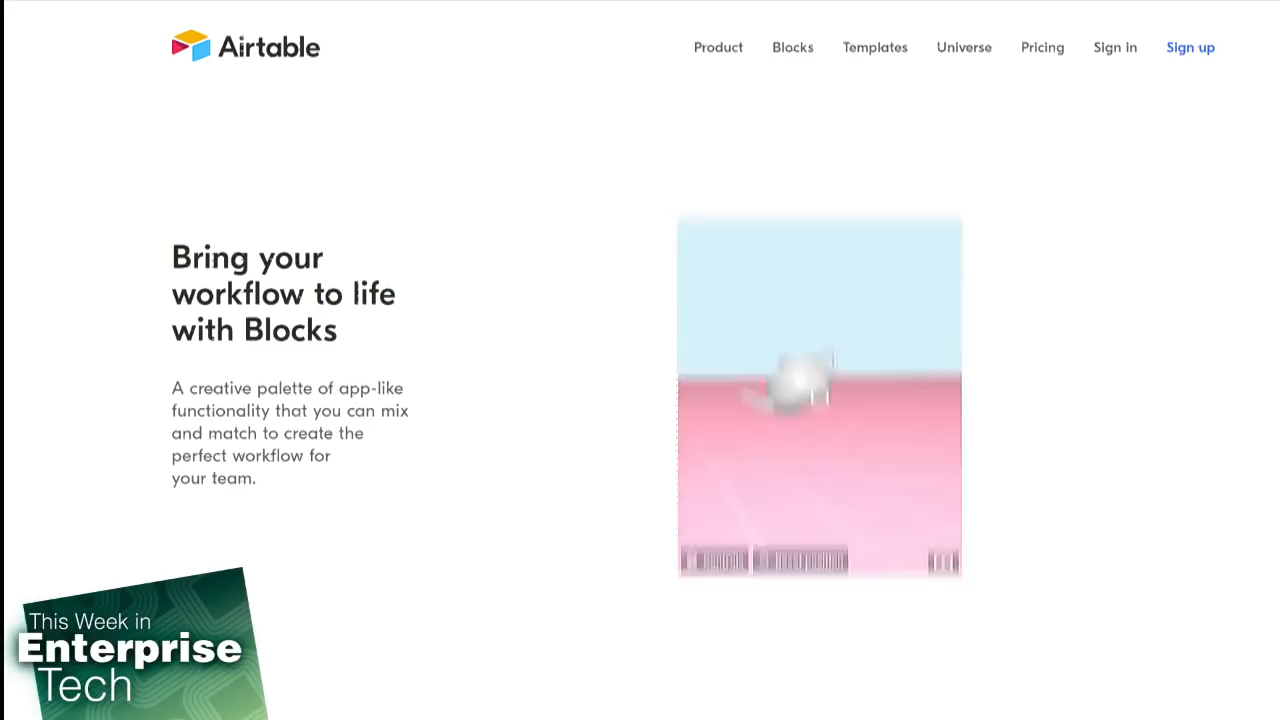 Airtable
Product Blocks Templates Universe Pricing Sign in Sign up
Bring your
workflow to life
with Blocks
A creative palette of app-like
functionality that you can mix
and match to create the
perfect workflow for
your team.
This Week in
Enterprise
Tech